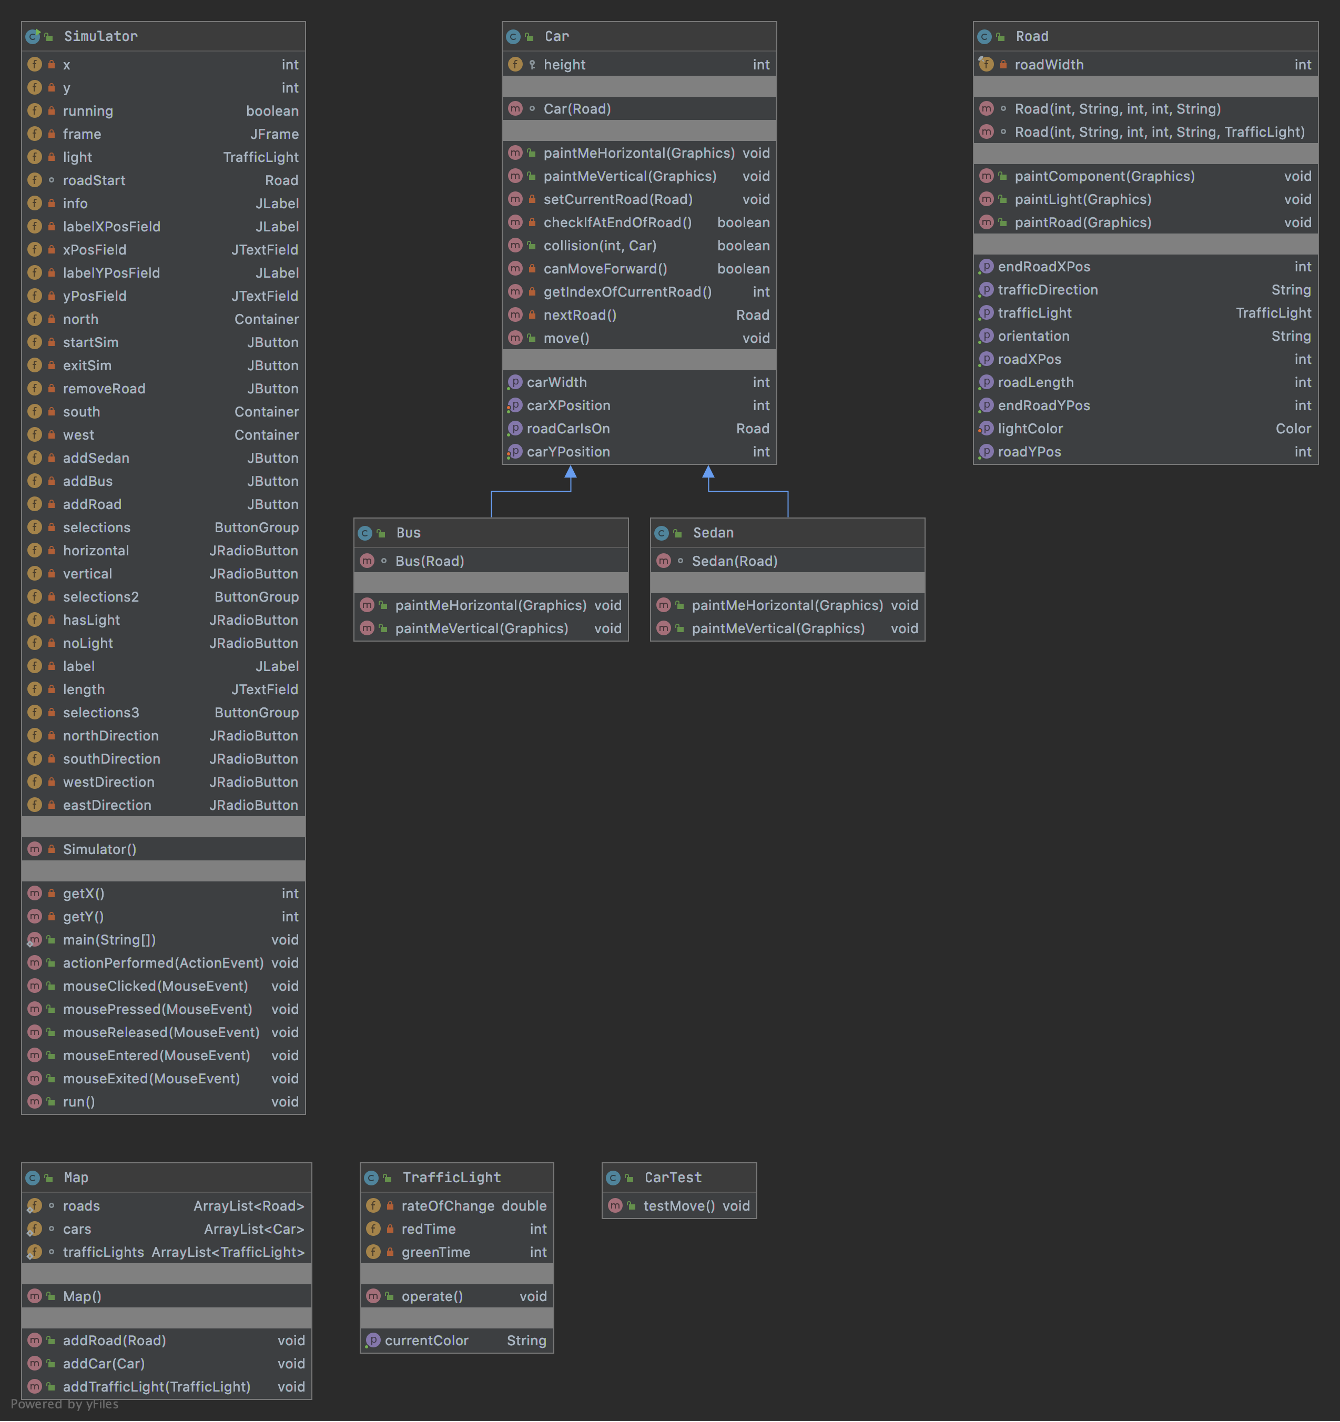 Simulator
x int
y int
running boolean
frame JFrame
light TrafficLight
roadStart Road
info JLabel
labelXPosField JLabel
xPosField JTextField
labelYPosField JLabel
yPosField JTextField
north Container
startSim JButton
exitSim JButton
removeRoad JButton
south Container
west Container
addSedan JButton
addBus JButton
addRoad JButton
selections ButtonGroup
horizontal JRadioButton
vertical JRadioButton
selections2 ButtonGroup
hasLight JRadioButton
noLight JRadioButton
label JLabel
length JTextField
selections3 ButtonGroup
northDirection JRadioButton
southDirection JRadioButton
westDirection JRadioButton
eastDirection JRadioButton
Simulator()
getX() int
getY() int
main(String[]) void
actionPerformed(ActionEvent) void
mouseClicked(MouseEvent) void
mousePressed(MouseEvent) void
mouseReleased(MouseEvent) void
mouseEntered(MouseEvent) void
mouseExited(MouseEvent) void
run() void
Car
height int
Car(Road)
paintMeHorizontal(Graphics) void
paintMeVertical(Graphics) void
setCurrentRoad(Road) void
checkIfAtEndOfRoad() boolean
collision(int, Car) boolean
canMoveForward() boolean
getIndexOfCurrentRoad() int
nextRoad() Road
move() void
carWidth int
carXPosition int
roadCarIsOn Road
carYPosition int
Road
roadWidth int
Road(int, String, int, int, String)
Road(int, String, int, int, String, TrafficLight)
paintComponent(Graphics) void
paintLight(Graphics) void
paintRoad(Graphics) void
endRoadXPos int
trafficDirection String
trafficLight TrafficLight
orientation String
roadXPos int
roadLength int
endRoadYPos int
lightColor Color
roadYPos int
Bus
Bus(Road)
paintMeHorizontal(Graphics) void
paintMeVertical(Graphics) void
Sedan
Sedan(Road)
paintMeHorizontal(Graphics) void
paintMeVertical(Graphics) void
Map
roads ArrayList<Road>
cars ArrayList<Car>
trafficLights ArrayList<TrafficLight>
Map()
addRoad(Road) void
addCar(Car) void
addTrafficLight(TrafficLight) void
TrafficLight
rateOfChange double
redTime int
greenTime int
operate() void
currentColor String
CarTest
testMove() void
Powered by yFiles